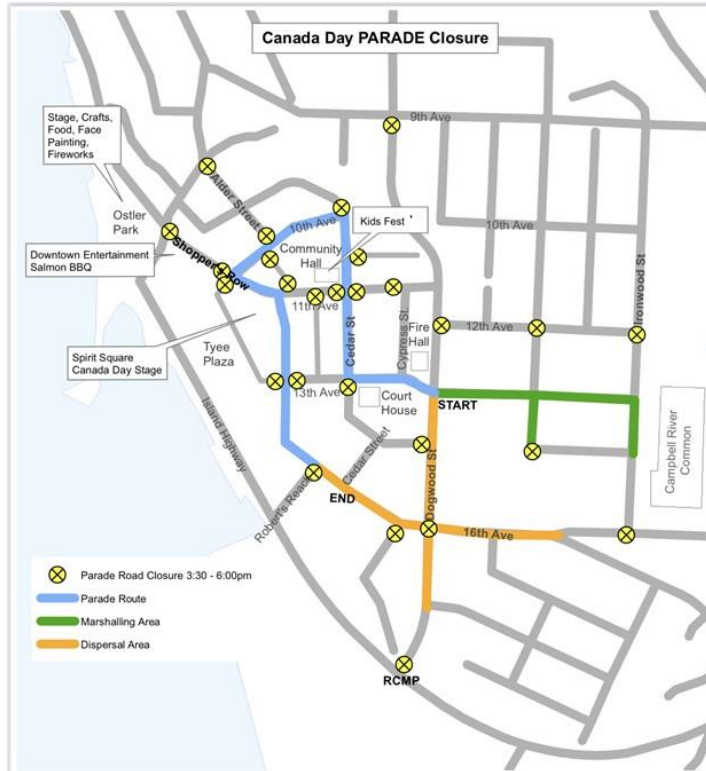 Canada Day PARADE Closure
9th Ave
Stage, Crafts,
Food, Face
Painting,
Fireworks
Alder Street
10th Ave
Kids Fest '
10th Ave
Ostler
Park
Community
Hall
Downtown Entertainment
Salmon BBQ
Shopper's Row
Ironwood St
11th Ave
Cedar St
Cypress St.
Fire
Hall
12th Ave
Spirit Square
Canada Day Stage
Tyee
Plaza
13th Ave
Court
House
START
Island Highway
Cedar Street
Campbell River
Common
Robert's Reach
END
Dogwood St
16th Ave
Parade Road Closure 3:30 - 6:00pm
Parade Route
Marshalling Area
Dispersal Area
RCMP